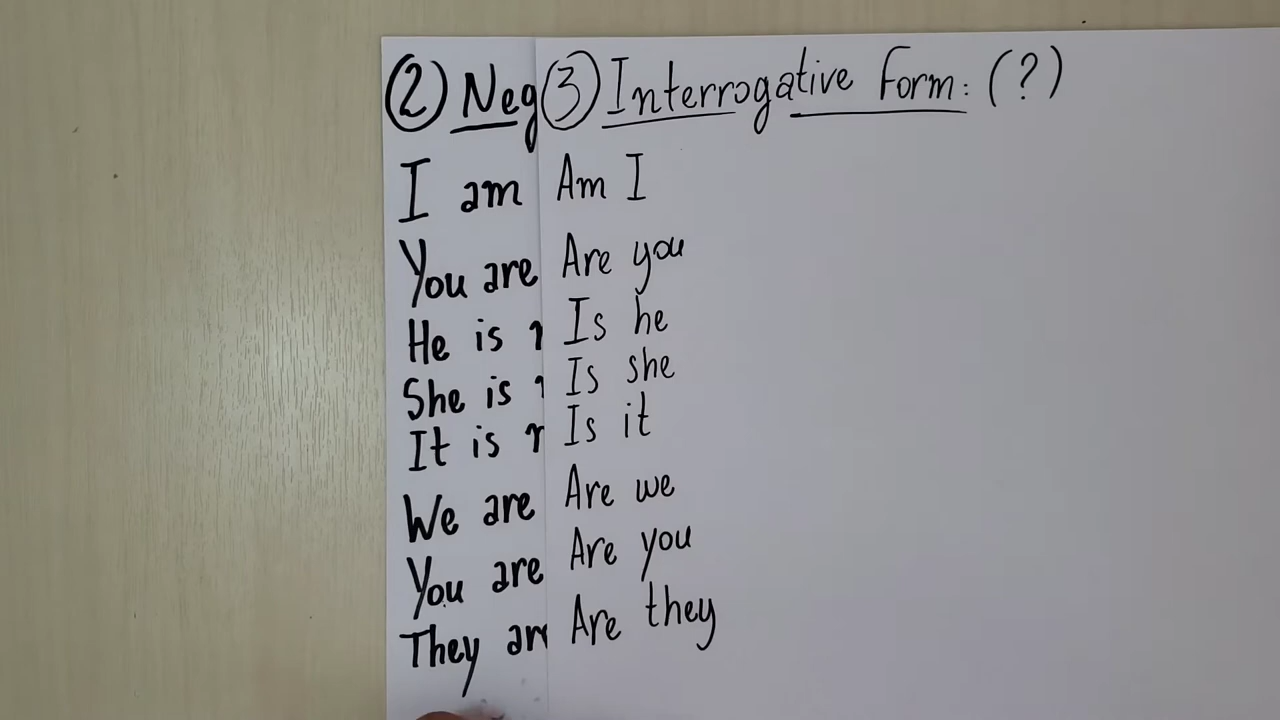 ② Neg
I am
You are
He is
She is
It is
We are
You are
They
③ Interrogative Form: (?)
Am I
Are you
Is he
Is she
Is it
Are we
Are you
Are they